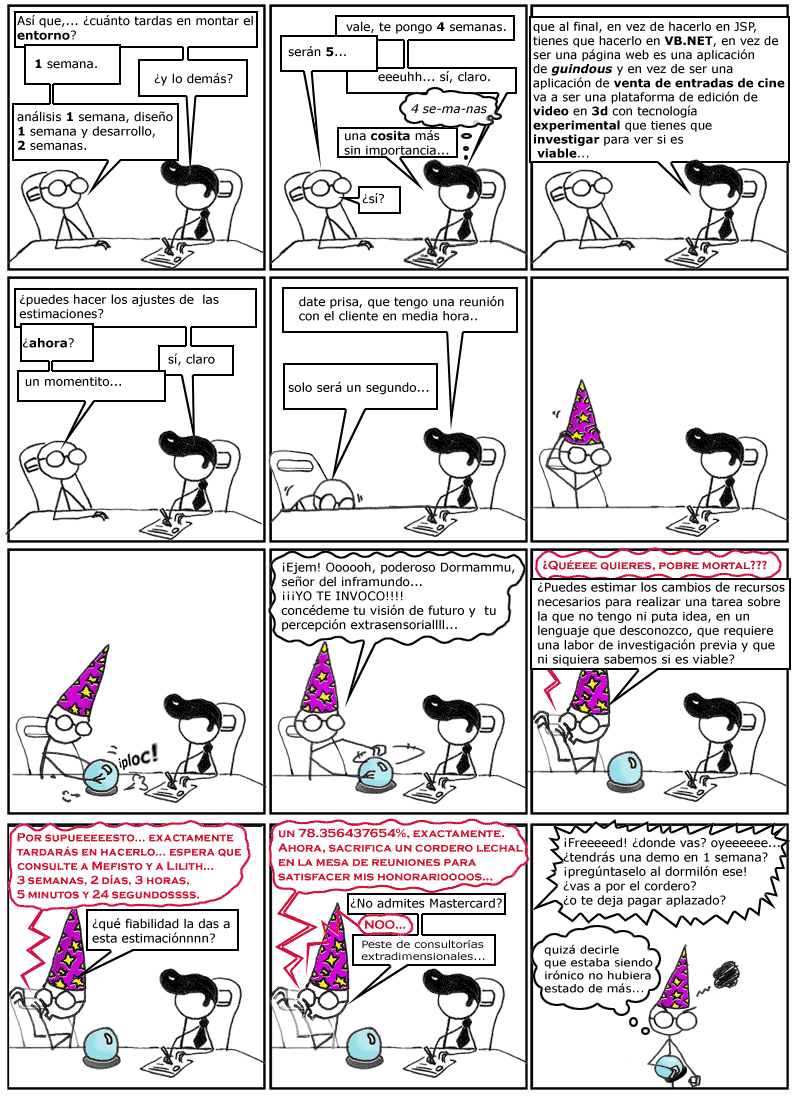 Así que,... ¿cuánto tardas en montar el
entorno?
1 semana.
¿y lo demás?
análisis 1 semana, diseño
1 semana y desarrollo,
2 semanas.
vale, te pongo 4 semanas.
serán 5...
eeeuhh... sí, claro.
4 se-ma-nas
una cosita más
sin importancia...
¿sí?
que al final, en vez de hacerlo en JSP,
tienes que hacerlo en VB.NET, en vez de
ser una página web es una aplicación
de guindous y en vez de ser una
aplicación de venta de entradas de cine
va a ser una plataforma de edición de
video en 3d con tecnología
experimental que tienes que
investigar para ver si es
viable...
¿puedes hacer los ajustes de las
estimaciones?
¿ahora?
sí, claro
un momentito...
date prisa, que tengo una reunión
con el cliente en media hora..
solo será un segundo...
¡ploc!
¡Ejem! Oooooh, poderoso Dormammu,
señor del inframundo...
¡¡¡YO TE INVOCO!!!!
concédeme tu visión de futuro y tu
percepción extrasensoriallll...
¿Quéeee quieres, pobre mortal???
¿Puedes estimar los cambios de recursos
necesarios para realizar una tarea sobre
la que no tengo ni puta idea, en un
lenguaje que desconozco, que requiere
una labor de investigación previa y que
ni siquiera sabemos si es viable?
Por supueeeeesto... exactamente
tardarás en hacerlo... espera que
consulte a Mefisto y a Lilith...
3 semanas, 2 días, 3 horas,
5 minutos y 24 segundossss.
¿qué fiabilidad la das a
esta estimaciónnnn?
un 78.356437654%, exactamente.
Ahora, sacrifica un cordero lechal
en la mesa de reuniones para
satisfacer mis honorarioooos...
¿No admites Mastercard?
NOO...
Peste de consultorías
extradimensionales...
¡Freeeeed! ¿donde vas? oyeeeeee...
¿tendrás una demo en 1 semana?
¡pregúntaselo al dormilón ese!
¿vas a por el cordero?
¿o te deja pagar aplazado?
quizá decirle
que estaba siendo
irónico no hubiera
estado de más...